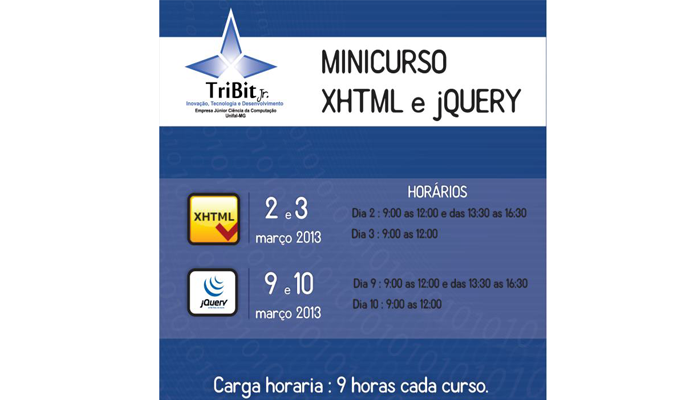 TriBit Jr.
Inovação, Tecnologia e Desenvolvimento
Empresa Júnior Ciência da Computação
Unifal-MG
MINICURSO
XHTML e jQUERY
HORÁRIOS
XHTML
2 e 3
março 2013
Dia 2 : 9:00 as 12:00 e das 13:30 as 16:30
Dia 3 : 9:00 as 12:00
jQuery
9 e 10
março 2013
Dia 9 : 9:00 as 12:00 e das 13:30 as 16:30
Dia 10 : 9:00 as 12:00
Carga horaria : 9 horas cada curso.